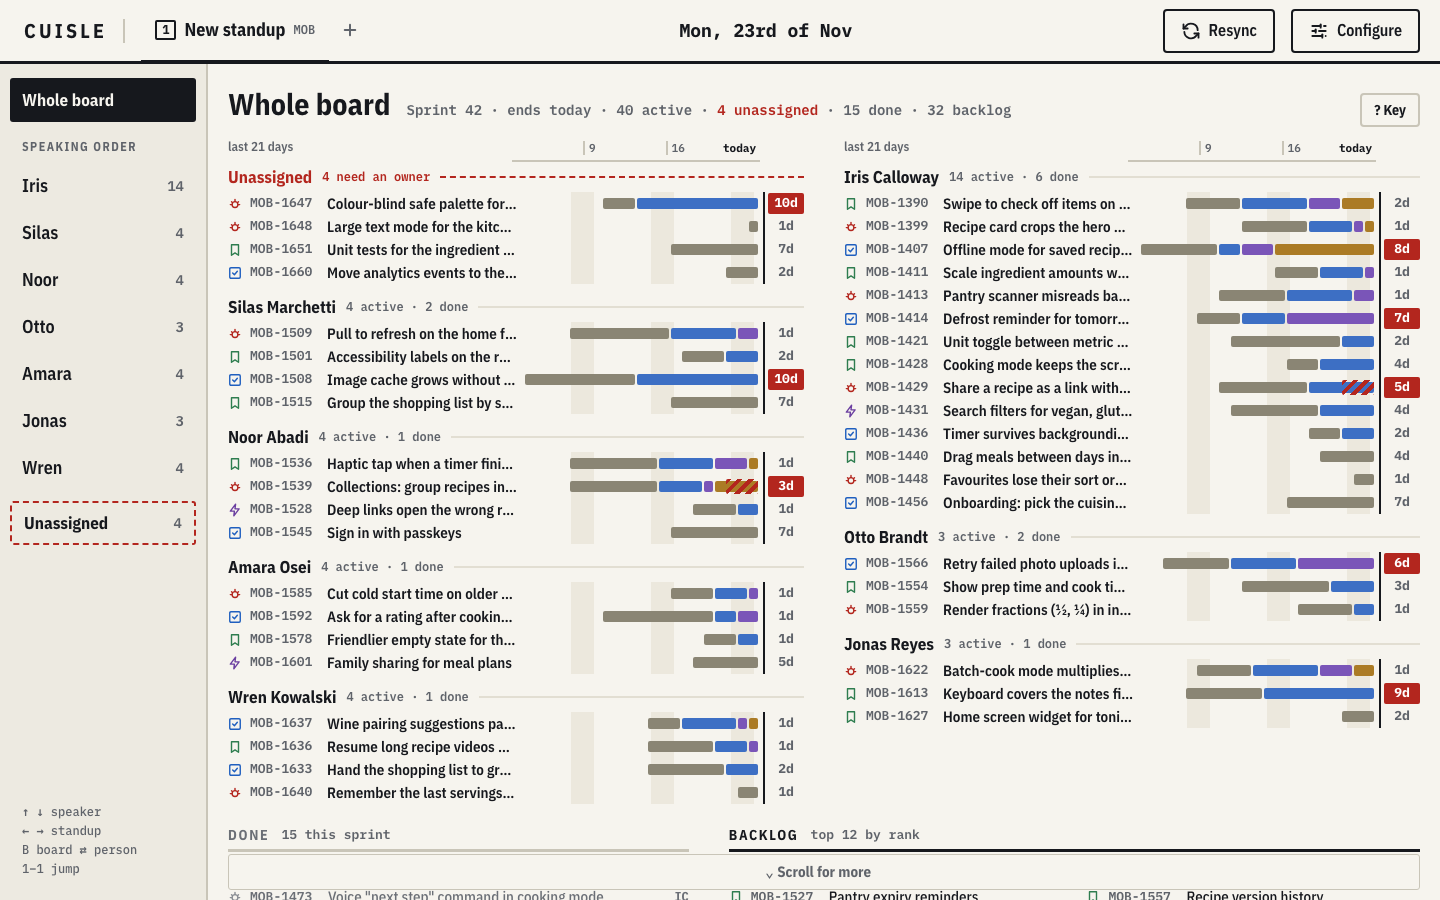 CUISLE
1 New standup MOB +
Mon, 23rd of Nov
Resync
Configure
Whole board
SPEAKING ORDER
Iris 14
Silas 4
Noor 4
Otto 3
Amara 4
Jonas 3
Wren 4
Unassigned 4
↑ ↓ speaker
← → standup
B board ⇄ person
1–1 jump
Whole board Sprint 42 · ends today · 40 active · 4 unassigned · 15 done · 32 backlog
? Key
last 21 days 9 16 today
Unassigned 4 need an owner
MOB-1647 Colour-blind safe palette for... 10d
MOB-1648 Large text mode for the kitc... 1d
MOB-1651 Unit tests for the ingredient ... 7d
MOB-1660 Move analytics events to the... 2d
Silas Marchetti 4 active · 2 done
MOB-1509 Pull to refresh on the home f... 1d
MOB-1501 Accessibility labels on the r... 2d
MOB-1508 Image cache grows without ... 10d
MOB-1515 Group the shopping list by s... 7d
Noor Abadi 4 active · 1 done
MOB-1536 Haptic tap when a timer fini... 1d
MOB-1539 Collections: group recipes in... 3d
MOB-1528 Deep links open the wrong r... 1d
MOB-1545 Sign in with passkeys 7d
Amara Osei 4 active · 1 done
MOB-1585 Cut cold start time on older ... 1d
MOB-1592 Ask for a rating after cookin... 1d
MOB-1578 Friendlier empty state for th... 1d
MOB-1601 Family sharing for meal plans 5d
Wren Kowalski 4 active · 1 done
MOB-1637 Wine pairing suggestions pa... 1d
MOB-1636 Resume long recipe videos ... 1d
MOB-1633 Hand the shopping list to gr... 2d
MOB-1640 Remember the last servings... 1d
last 21 days 9 16 today
Iris Calloway 14 active · 6 done
MOB-1390 Swipe to check off items on ... 2d
MOB-1399 Recipe card crops the hero ... 1d
MOB-1407 Offline mode for saved recip... 8d
MOB-1411 Scale ingredient amounts w... 1d
MOB-1413 Pantry scanner misreads ba... 1d
MOB-1414 Defrost reminder for tomorr... 7d
MOB-1421 Unit toggle between metric ... 2d
MOB-1428 Cooking mode keeps the scr... 4d
MOB-1429 Share a recipe as a link with... 5d
MOB-1431 Search filters for vegan, glut... 4d
MOB-1436 Timer survives backgroundi... 2d
MOB-1440 Drag meals between days in... 4d
MOB-1448 Favourites lose their sort or... 1d
MOB-1456 Onboarding: pick the cuisin... 7d
Otto Brandt 3 active · 2 done
MOB-1566 Retry failed photo uploads i... 6d
MOB-1554 Show prep time and cook ti... 3d
MOB-1559 Render fractions (½, ¼) in in... 1d
Jonas Reyes 3 active · 1 done
MOB-1622 Batch-cook mode multiplies... 1d
MOB-1613 Keyboard covers the notes fi... 9d
MOB-1627 Home screen widget for toni... 2d
DONE 15 this sprint
BACKLOG top 12 by rank
Scroll for more
MOB-1473 Voice "next step" command in cooking mode IC
MOB-1527 Pantry expiry reminders
MOB-1557 Recipe version history